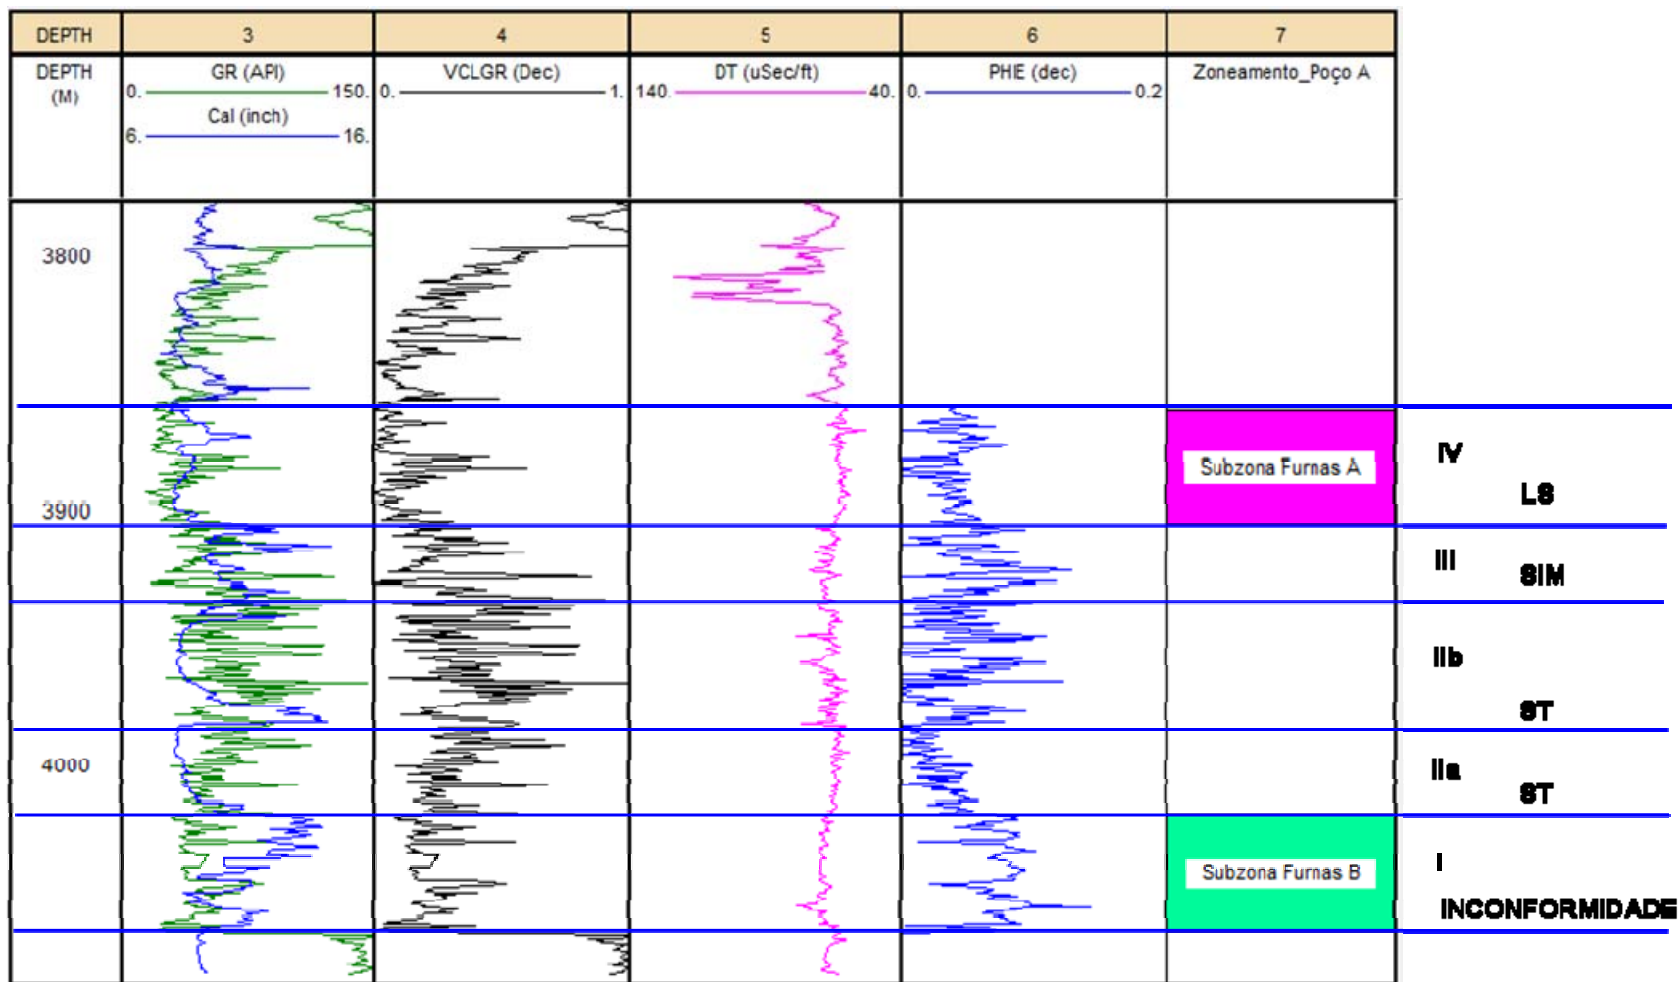 DEPTH 3 4 5 6 7
DEPTH
(M)
GR (API)
0. 150.
Cal (inch)
6. 16.
VCLGR (Dec)
0. 1.
DT (uSec/ft)
140. 40.
PHE (dec)
0. 0.2
Zoneamento_Poço A
3800
3900
4000
Subzona Furnas A
Subzona Furnas B
IV
LS
III
SIM
IIb
ST
IIa
ST
I
INCONFORMIDADE